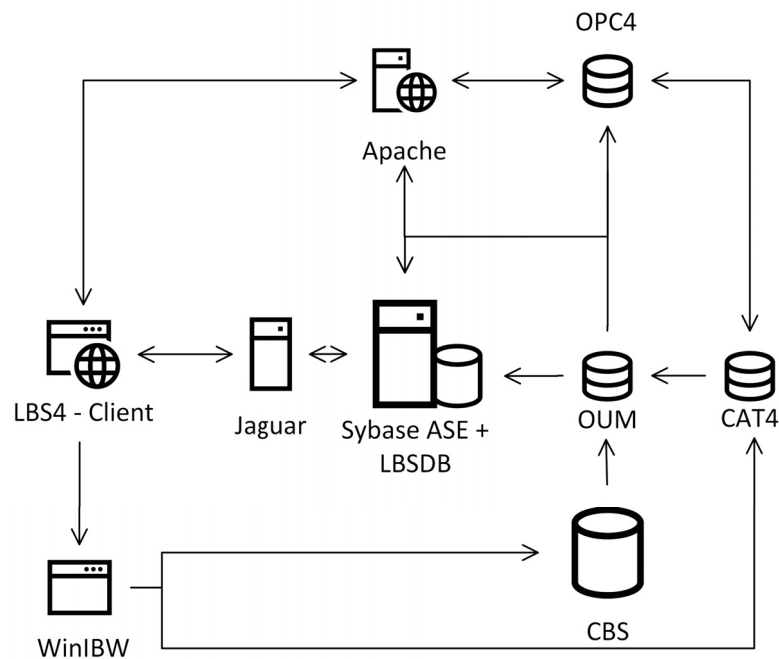 OPC4
Apache
LBS4 - Client
Jaguar
Sybase ASE +
LBSDB
OUM
CAT4
WinIBW
CBS